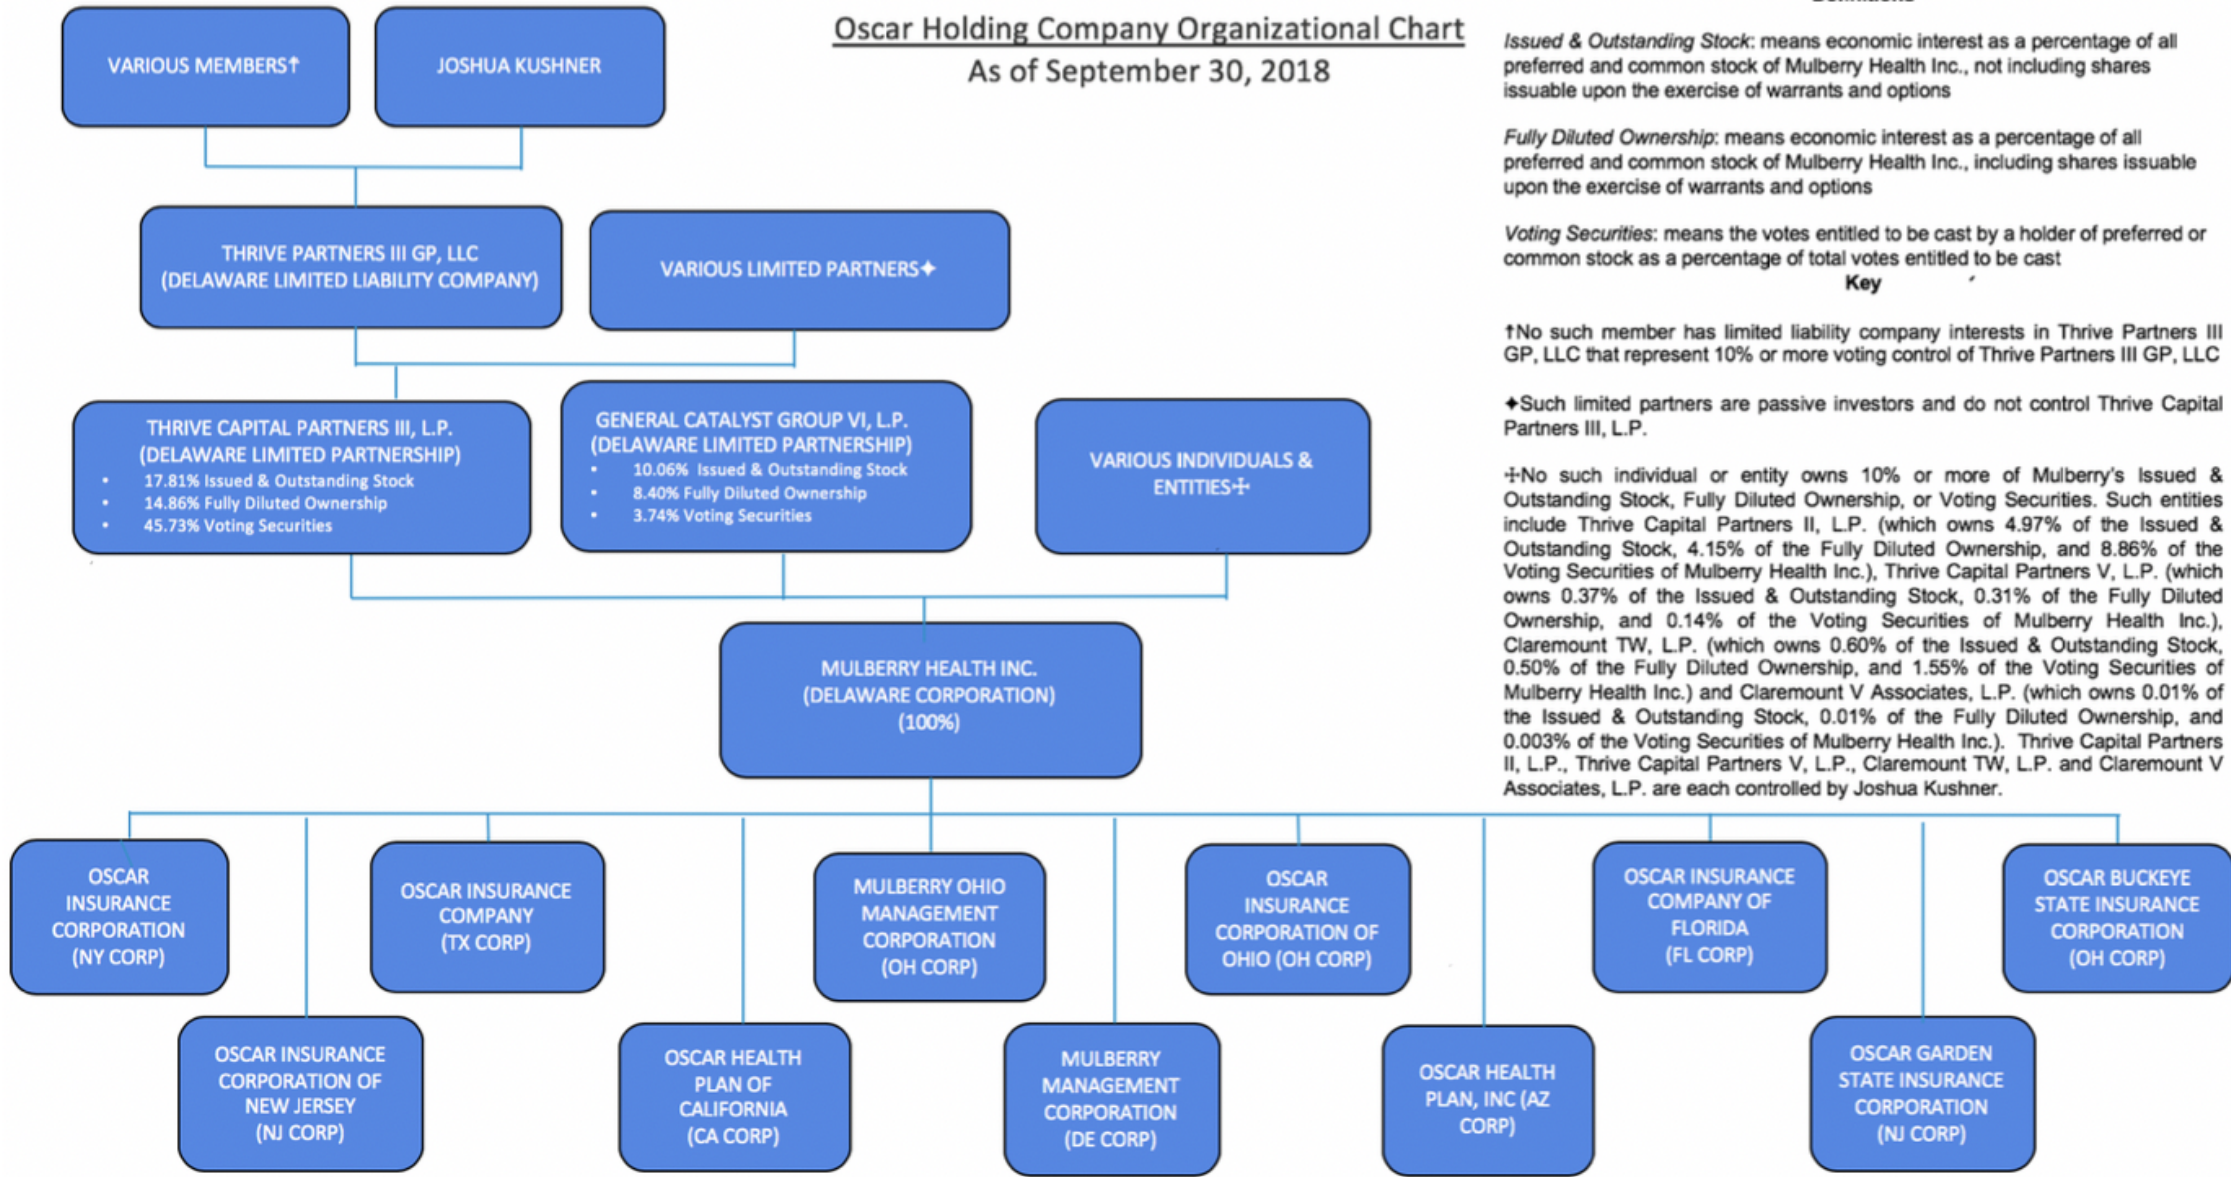 Oscar Holding Company Organizational Chart
As of September 30, 2018
VARIOUS MEMBERS†
JOSHUA KUSHNER
THRIVE PARTNERS III GP, LLC
(DELAWARE LIMITED LIABILITY COMPANY)
VARIOUS LIMITED PARTNERS✦
THRIVE CAPITAL PARTNERS III, L.P.
(DELAWARE LIMITED PARTNERSHIP)
• 17.81% Issued & Outstanding Stock
• 14.86% Fully Diluted Ownership
• 45.73% Voting Securities
GENERAL CATALYST GROUP VI, L.P.
(DELAWARE LIMITED PARTNERSHIP)
• 10.06% Issued & Outstanding Stock
• 8.40% Fully Diluted Ownership
• 3.74% Voting Securities
VARIOUS INDIVIDUALS &
ENTITIES☩
MULBERRY HEALTH INC.
(DELAWARE CORPORATION)
(100%)
OSCAR
INSURANCE
CORPORATION
(NY CORP)
OSCAR INSURANCE
COMPANY
(TX CORP)
MULBERRY OHIO
MANAGEMENT
CORPORATION
(OH CORP)
OSCAR
INSURANCE
CORPORATION OF
OHIO (OH CORP)
OSCAR INSURANCE
COMPANY OF
FLORIDA
(FL CORP)
OSCAR BUCKEYE
STATE INSURANCE
CORPORATION
(OH CORP)
OSCAR INSURANCE
CORPORATION OF
NEW JERSEY
(NJ CORP)
OSCAR HEALTH
PLAN OF
CALIFORNIA
(CA CORP)
MULBERRY
MANAGEMENT
CORPORATION
(DE CORP)
OSCAR HEALTH
PLAN, INC (AZ
CORP)
OSCAR GARDEN
STATE INSURANCE
CORPORATION
(NJ CORP)
Issued & Outstanding Stock: means economic interest as a percentage of all
preferred and common stock of Mulberry Health Inc., not including shares
issuable upon the exercise of warrants and options
Fully Diluted Ownership: means economic interest as a percentage of all
preferred and common stock of Mulberry Health Inc., including shares issuable
upon the exercise of warrants and options
Voting Securities: means the votes entitled to be cast by a holder of preferred or
common stock as a percentage of total votes entitled to be cast
Key
†No such member has limited liability company interests in Thrive Partners III
GP, LLC that represent 10% or more voting control of Thrive Partners III GP, LLC
✦Such limited partners are passive investors and do not control Thrive Capital
Partners III, L.P.
☩No such individual or entity owns 10% or more of Mulberry's Issued &
Outstanding Stock, Fully Diluted Ownership, or Voting Securities. Such entities
include Thrive Capital Partners II, L.P. (which owns 4.97% of the Issued &
Outstanding Stock, 4.15% of the Fully Diluted Ownership, and 8.86% of the
Voting Securities of Mulberry Health Inc.), Thrive Capital Partners V, L.P. (which
owns 0.37% of the Issued & Outstanding Stock, 0.31% of the Fully Diluted
Ownership, and 0.14% of the Voting Securities of Mulberry Health Inc.),
Claremount TW, L.P. (which owns 0.60% of the Issued & Outstanding Stock,
0.50% of the Fully Diluted Ownership, and 1.55% of the Voting Securities of
Mulberry Health Inc.) and Claremount V Associates, L.P. (which owns 0.01% of
the Issued & Outstanding Stock, 0.01% of the Fully Diluted Ownership, and
0.003% of the Voting Securities of Mulberry Health Inc.). Thrive Capital Partners
II, L.P., Thrive Capital Partners V, L.P., Claremount TW, L.P. and Claremount V
Associates, L.P. are each controlled by Joshua Kushner.